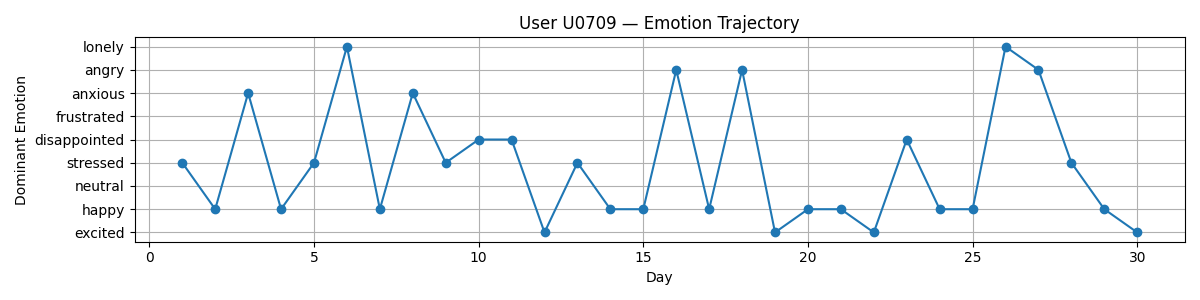 User U0709 — Emotion Trajectory
Dominant Emotion
lonely
angry
anxious
frustrated
disappointed
stressed
neutral
happy
excited
0 5 10 15 20 25 30
Day